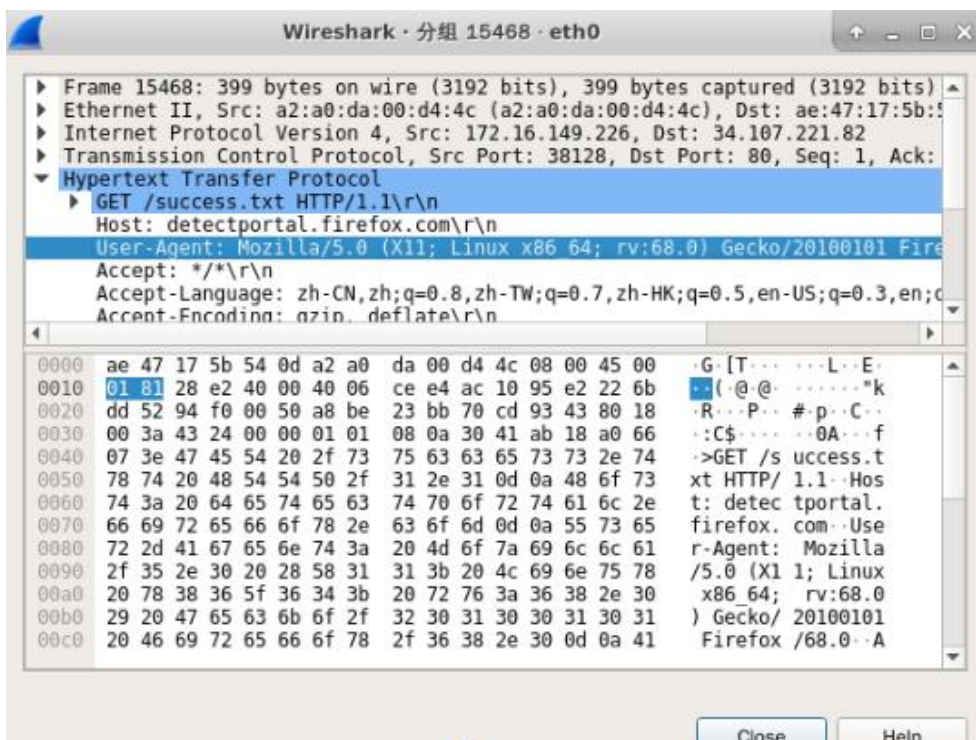 Wireshark · 分组 15468 · eth0
Frame 15468: 399 bytes on wire (3192 bits), 399 bytes captured (3192 bits)
Ethernet II, Src: a2:a0:da:00:d4:4c (a2:a0:da:00:d4:4c), Dst: ae:47:17:5b:5
Internet Protocol Version 4, Src: 172.16.149.226, Dst: 34.107.221.82
Transmission Control Protocol, Src Port: 38128, Dst Port: 80, Seq: 1, Ack:
Hypertext Transfer Protocol
GET /success.txt HTTP/1.1\r\n
Host: detectportal.firefox.com\r\n
User-Agent: Mozilla/5.0 (X11; Linux x86_64; rv:68.0) Gecko/20100101 Fire
Accept: */*\r\n
Accept-Language: zh-CN,zh;q=0.8,zh-TW;q=0.7,zh-HK;q=0.5,en-US;q=0.3,en;q
Accept-Encoding: gzip, deflate\r\n
0000 ae 47 17 5b 54 0d a2 a0 da 00 d4 4c 08 00 45 00 ·G·[T··· ···L··E·
0010 01 81 28 e2 40 00 40 06 ce e4 ac 10 95 e2 22 6b ··(·@·@· ······"k
0020 dd 52 94 f0 00 50 a8 be 23 bb 70 cd 93 43 80 18 ·R···P·· #·p··C··
0030 00 3a 43 24 00 00 01 01 08 0a 30 41 ab 18 a0 66 ·:C$···· ··0A···f
0040 07 3e 47 45 54 20 2f 73 75 63 63 65 73 73 2e 74 ·>GET /s uccess.t
0050 78 74 20 48 54 54 50 2f 31 2e 31 0d 0a 48 6f 73 xt HTTP/ 1.1··Hos
0060 74 3a 20 64 65 74 65 63 74 70 6f 72 74 61 6c 2e t: detec tportal.
0070 66 69 72 65 66 6f 78 2e 63 6f 6d 0d 0a 55 73 65 firefox. com··Use
0080 72 2d 41 67 65 6e 74 3a 20 4d 6f 7a 69 6c 6c 61 r-Agent: Mozilla
0090 2f 35 2e 30 20 28 58 31 31 3b 20 4c 69 6e 75 78 /5.0 (X1 1; Linux
00a0 20 78 38 36 5f 36 34 3b 20 72 76 3a 36 38 2e 30 x86_64; rv:68.0
00b0 29 20 47 65 63 6b 6f 2f 32 30 31 30 30 31 30 31 ) Gecko/ 20100101
00c0 20 46 69 72 65 66 6f 78 2f 36 38 2e 30 0d 0a 41 Firefox /68.0··A
Close Help